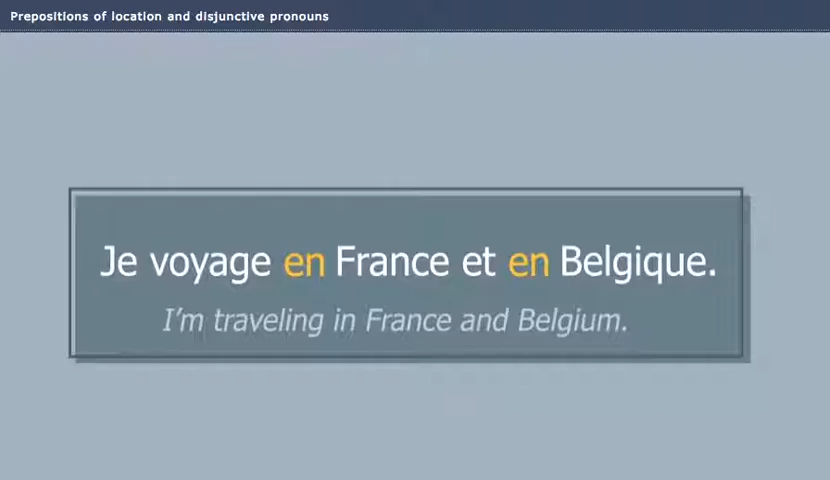 Prepositions of location and disjunctive pronouns
Je voyage en France et en Belgique.
I'm traveling in France and Belgium.